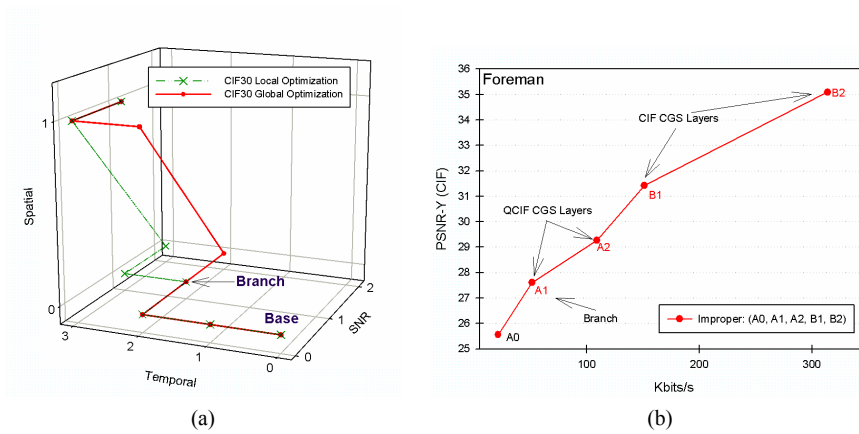 CIF30 Local Optimization
CIF30 Global Optimization
Spatial
1
0
Branch
Base
3
2
1
0
Temporal
0
1
2
SNR
(a)
Foreman
PSNR-Y (CIF)
36
35
34
33
32
31
30
29
28
27
26
25
B2
CIF CGS Layers
B1
QCIF CGS Layers
A2
A1
Branch
A0
Improper: (A0, A1, A2, B1, B2)
100
200
300
Kbits/s
(b)